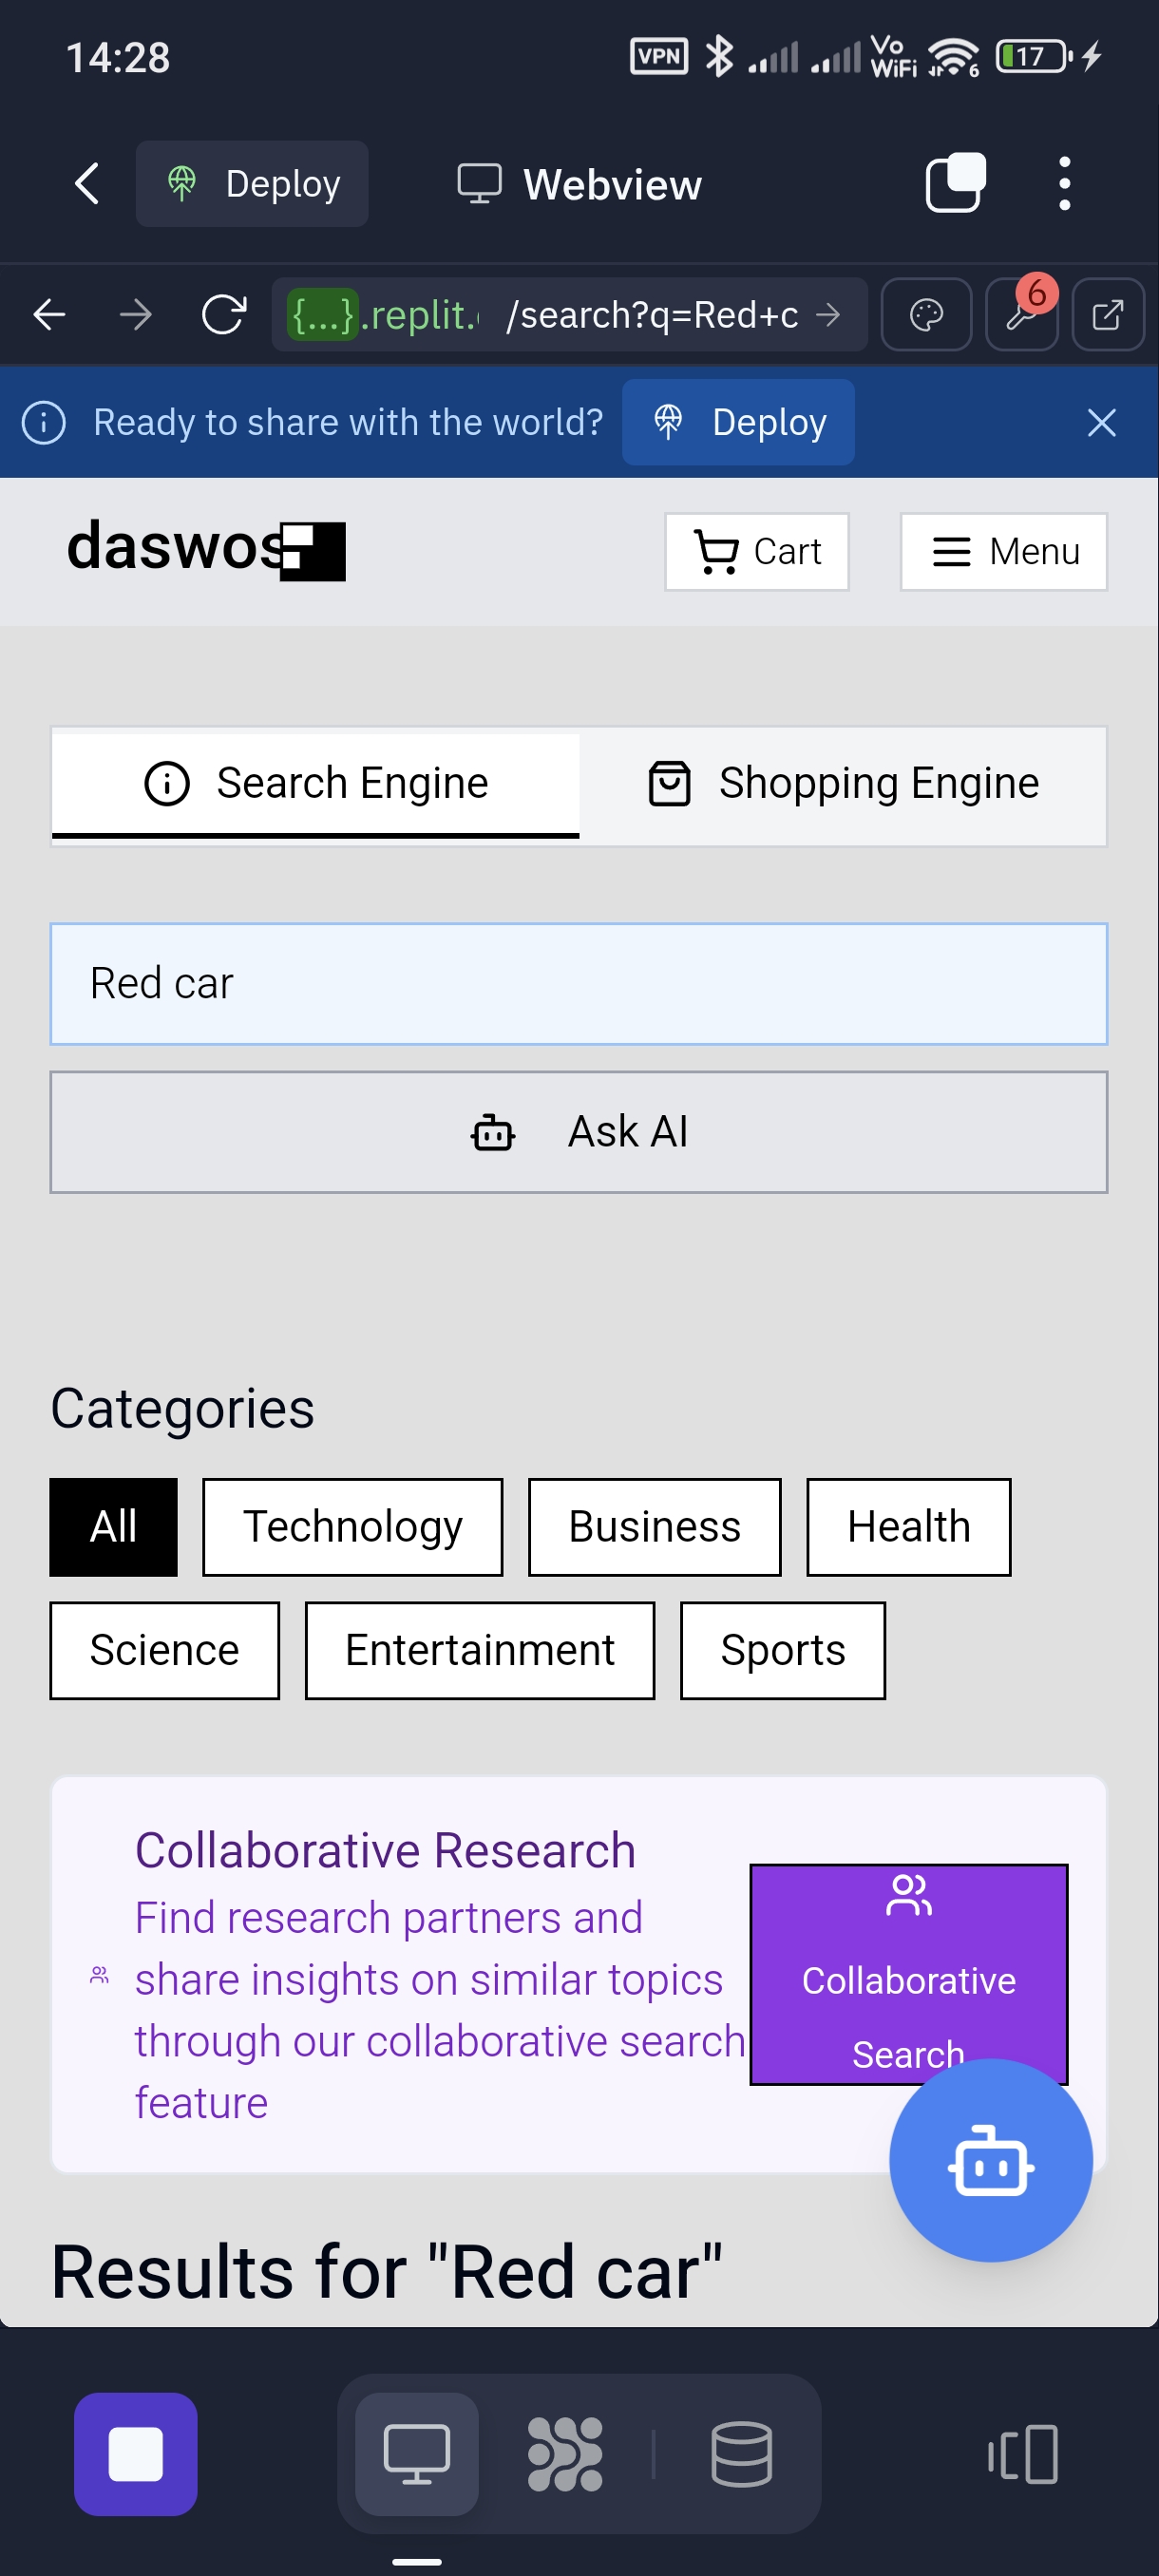 14:28
VPN
Vo
WiFi
6
17
Deploy
Webview
{...}.replit.
/search?q=Red+c
6
Ready to share with the world?
Deploy
daswos
Cart
Menu
Search Engine
Shopping Engine
Red car
Ask AI
Categories
All
Technology
Business
Health
Science
Entertainment
Sports
Collaborative Research
Find research partners and
share insights on similar topics
through our collaborative search
feature
Collaborative
Search
Results for "Red car"